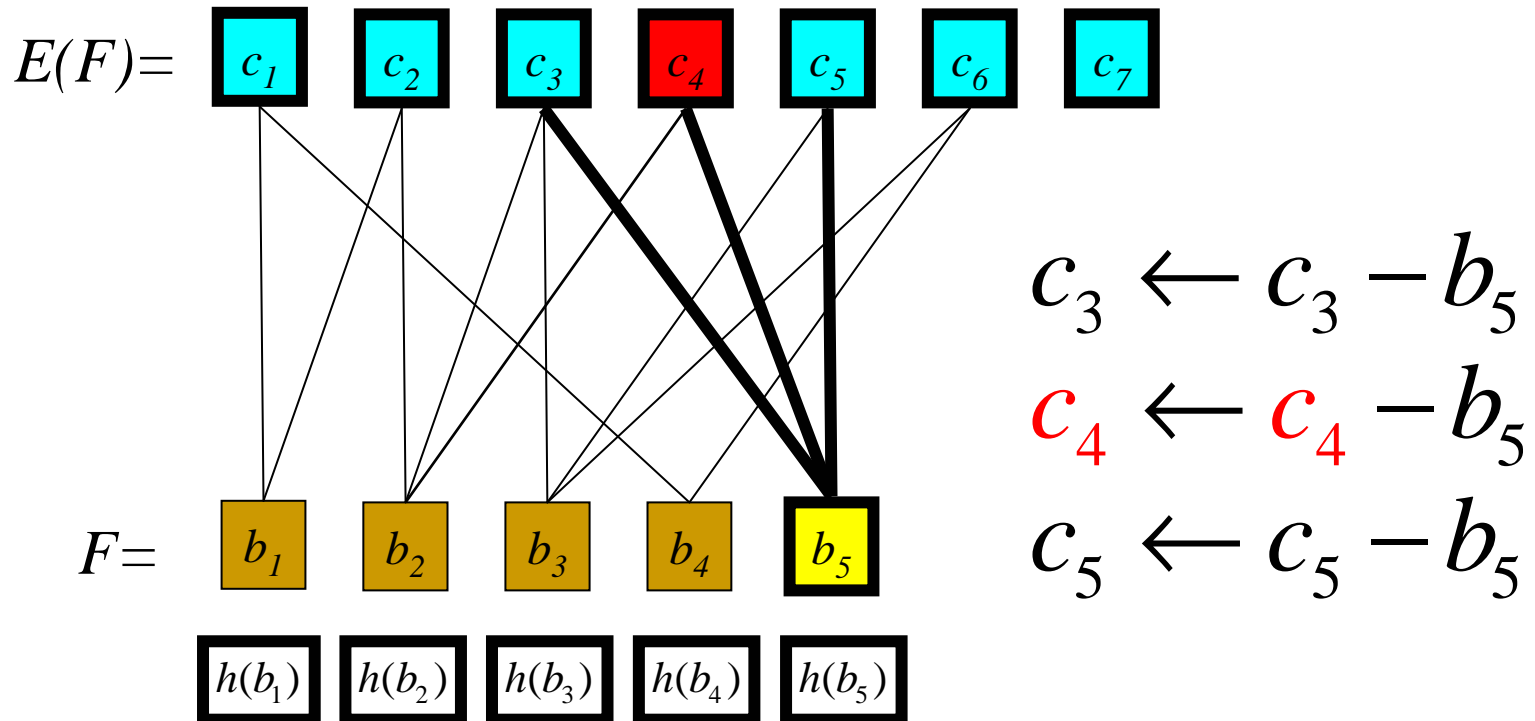 E(F)= c₁ c₂ c₃ c₄ c₅ c₆ c₇
c₃ ← c₃ − b₅
c₄ ← c₄ − b₅
c₅ ← c₅ − b₅
F= b₁ b₂ b₃ b₄ b₅
h(b₁) h(b₂) h(b₃) h(b₄) h(b₅)